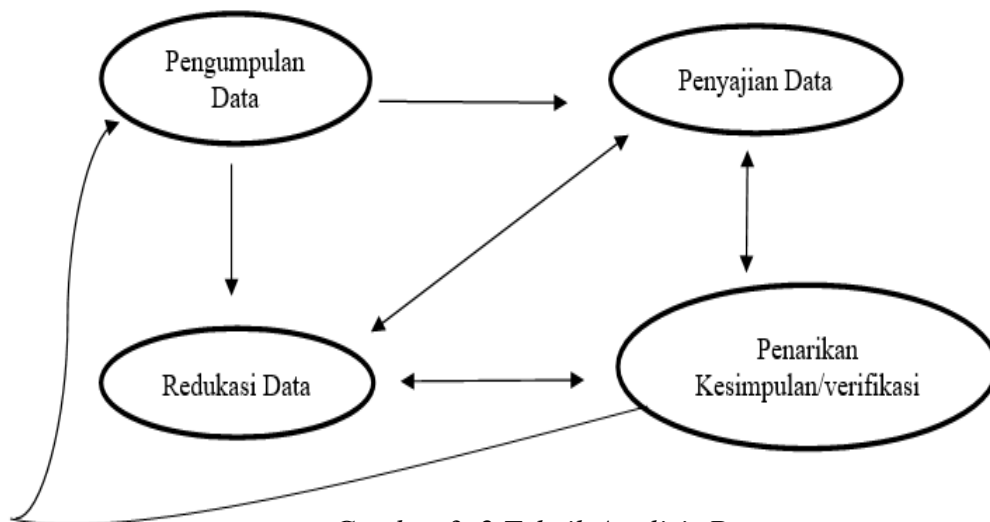 Pengumpulan
Data
Penyajian Data
Redukasi Data
Penarikan
Kesimpulan/verifikasi